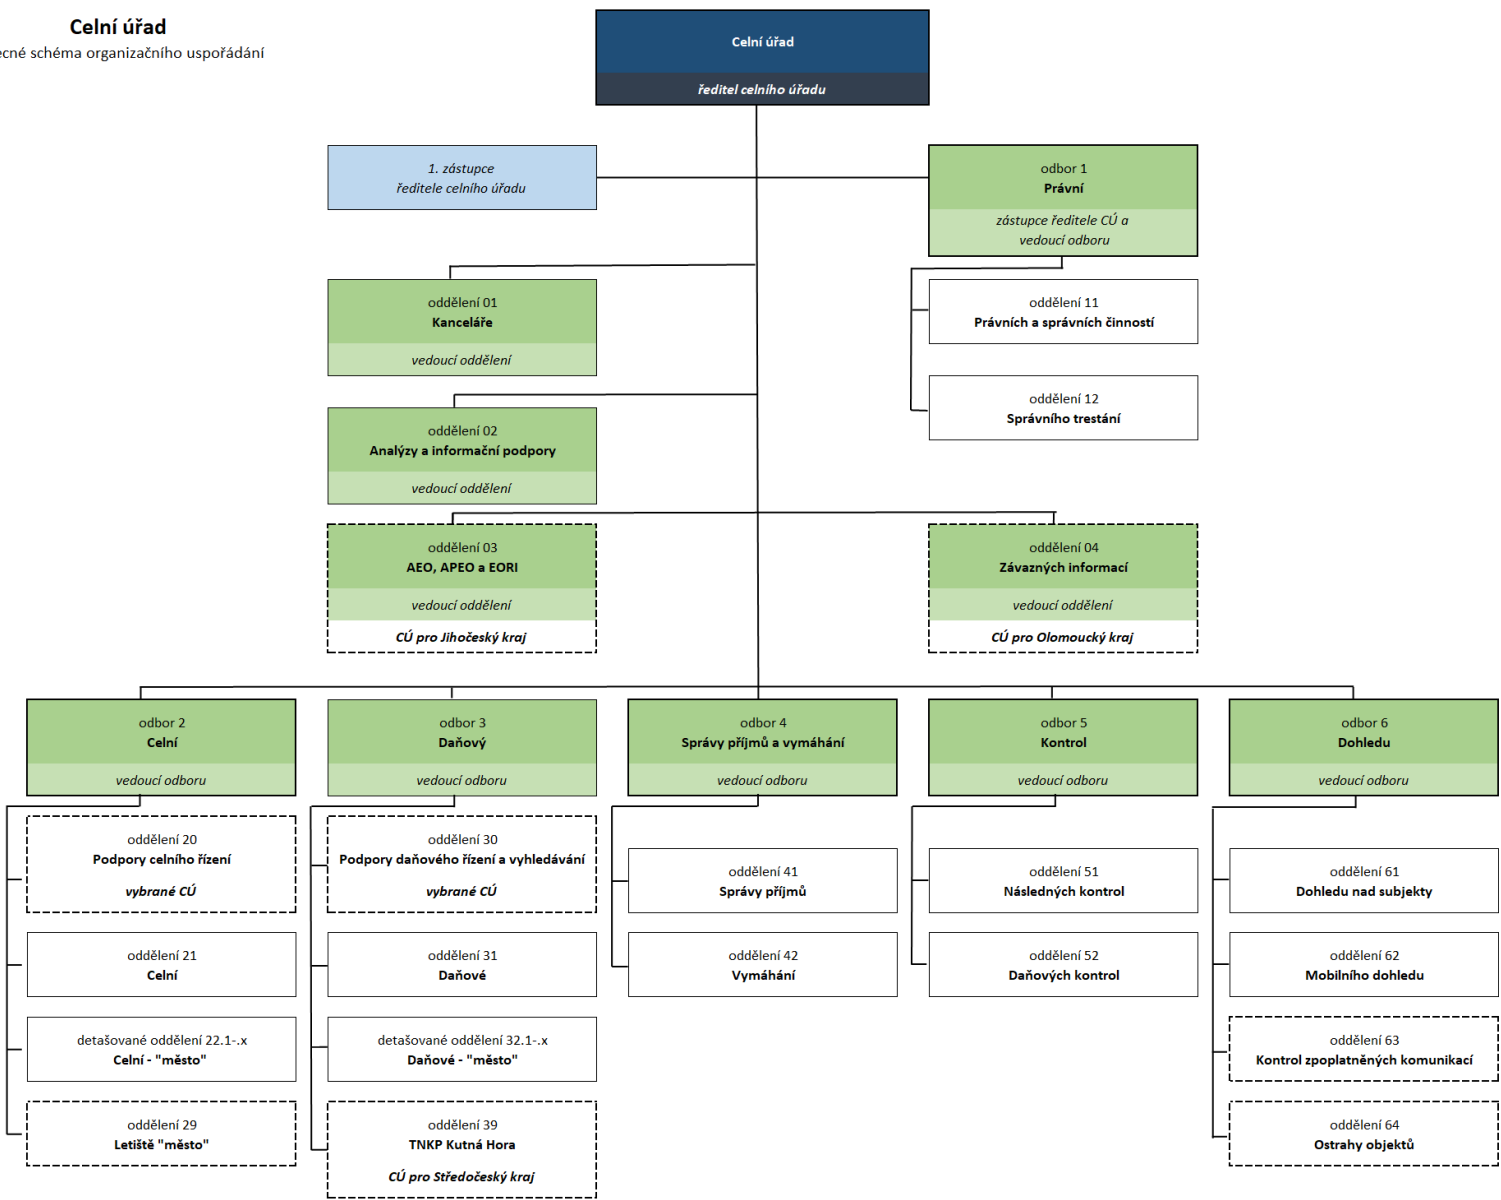 Celní úřad
schéma organizačního uspořádání
Celní úřad
ředitel celního úřadu
1. zástupce
ředitele celního úřadu
odbor 1
Právní
zástupce ředitele CÚ a
vedoucí odboru
oddělení 01
Kanceláře
vedoucí oddělení
oddělení 11
Právních a správních činností
oddělení 12
Správního trestání
oddělení 02
Analýzy a informační podpory
vedoucí oddělení
oddělení 03
AEO, APEO a EORI
vedoucí oddělení
CÚ pro Jihočeský kraj
oddělení 04
Závazných informací
vedoucí oddělení
CÚ pro Olomoucký kraj
odbor 2
Celní
vedoucí odboru
oddělení 20
Podpory celního řízení
vybrané CÚ
oddělení 21
Celní
detašované oddělení 22.1-.x
Celní - "město"
oddělení 29
Letiště "město"
odbor 3
Daňový
vedoucí odboru
oddělení 30
Podpory daňového řízení a vyhledávání
vybrané CÚ
oddělení 31
Daňové
detašované oddělení 32.1-.x
Daňové - "město"
oddělení 39
TNKP Kutná Hora
CÚ pro Středočeský kraj
odbor 4
Správy příjmů a vymáhání
vedoucí odboru
oddělení 41
Správy příjmů
oddělení 42
Vymáhání
odbor 5
Kontrol
vedoucí odboru
oddělení 51
Následných kontrol
oddělení 52
Daňových kontrol
odbor 6
Dohledu
vedoucí odboru
oddělení 61
Dohledu nad subjekty
oddělení 62
Mobilního dohledu
oddělení 63
Kontrol zpoplatněných komunikací
oddělení 64
Ostrahy objektů